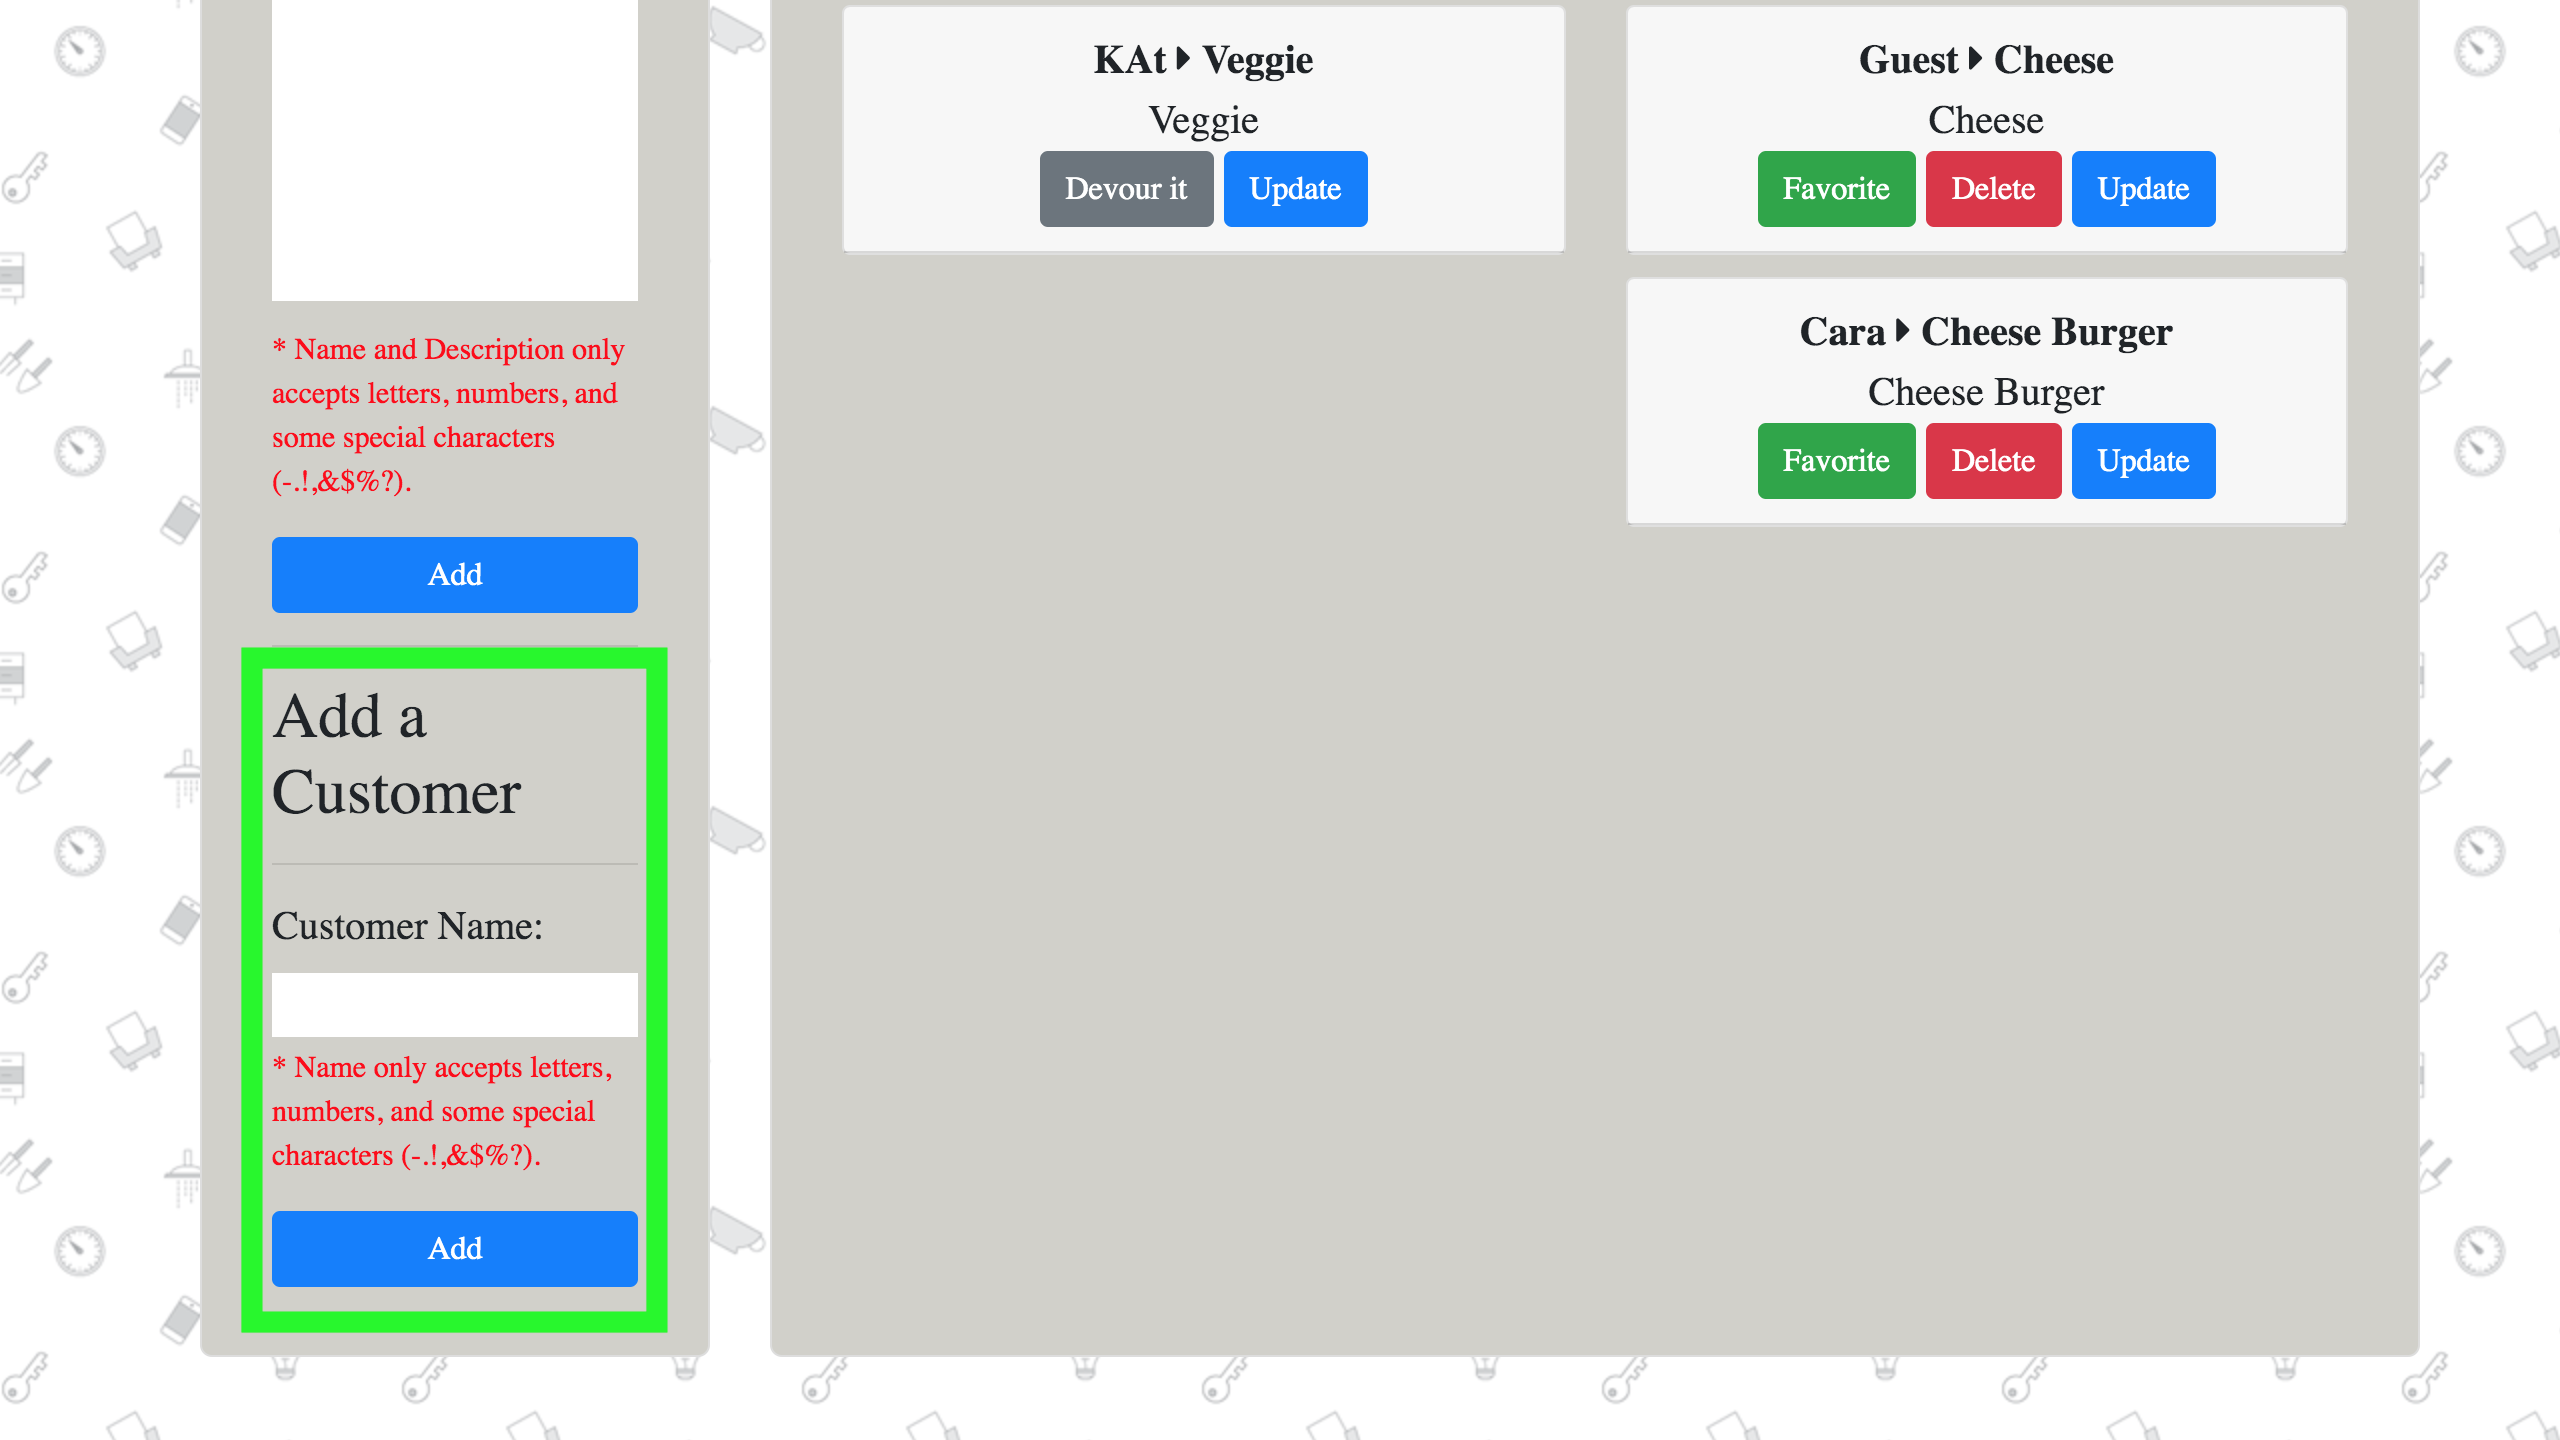 * Name and Description only
accepts letters, numbers, and
some special characters
(-.!,&$%?).
Add
Add a
Customer
Customer Name:
* Name only accepts letters,
numbers, and some special
characters (-.!,&$%?).
Add
KAt Veggie
Veggie
Devour it Update
Guest Cheese
Cheese
Favorite Delete Update
Cara Cheese Burger
Cheese Burger
Favorite Delete Update